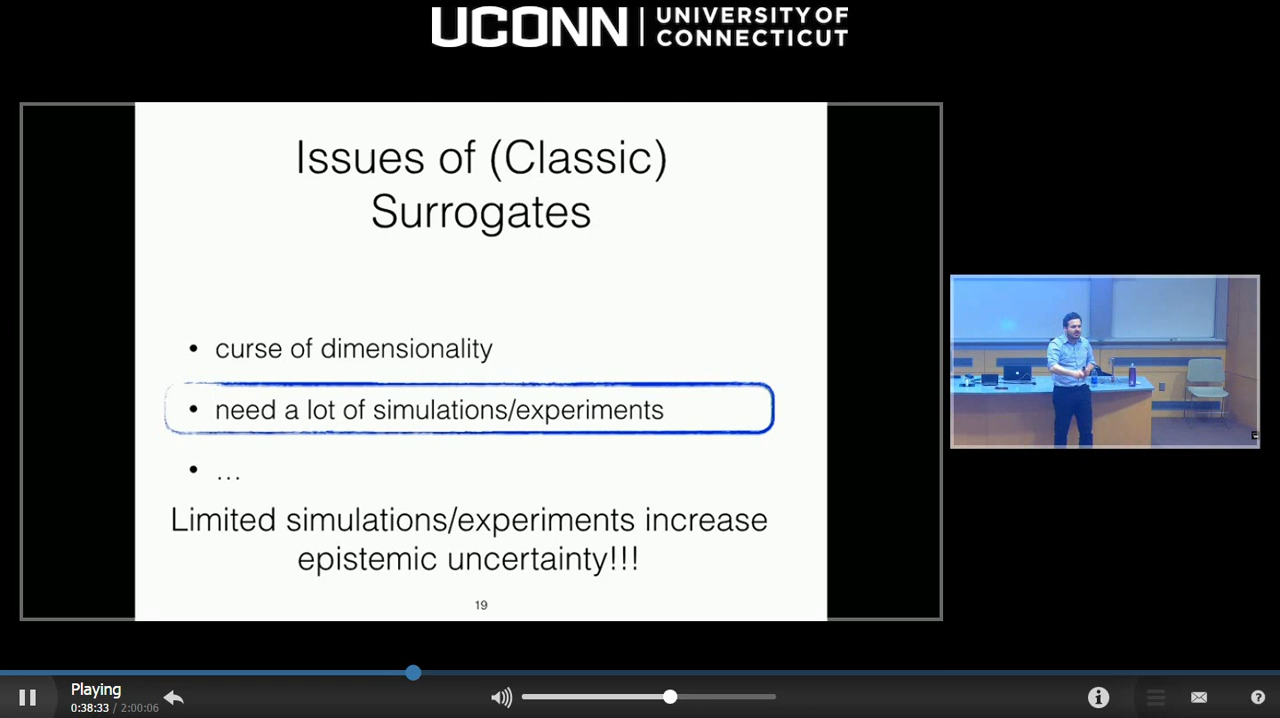 UCONN | UNIVERSITY OF
CONNECTICUT
Issues of (Classic)
Surrogates
• curse of dimensionality
• need a lot of simulations/experiments
• …
Limited simulations/experiments increase
epistemic uncertainty!!!
19
Playing
0:38:33 / 2:00:06